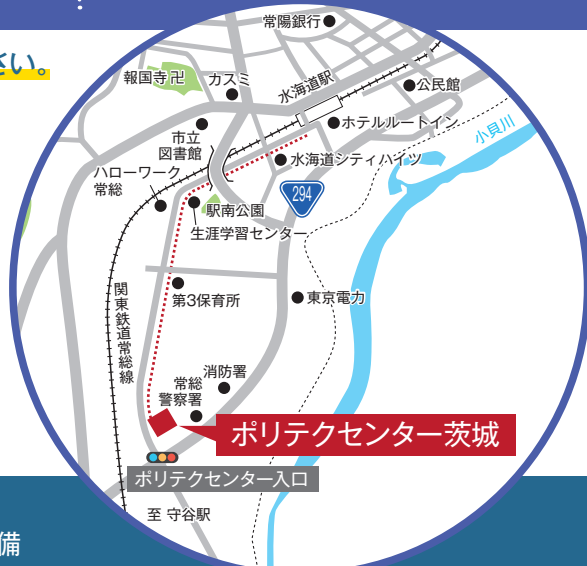 さい。
常陽銀行
報国寺卍
カスミ
水海道駅
公民館
ホテルルートイン
小貝川
市立
図書館
水海道シティハイツ
ハローワーク
常総
294
駅南公園
生涯学習センター
関東鉄道常総線
第3保育所
東京電力
消防署
常総
警察署
ポリテクセンター茨城
ポリテクセンター入口
至 守谷駅
備